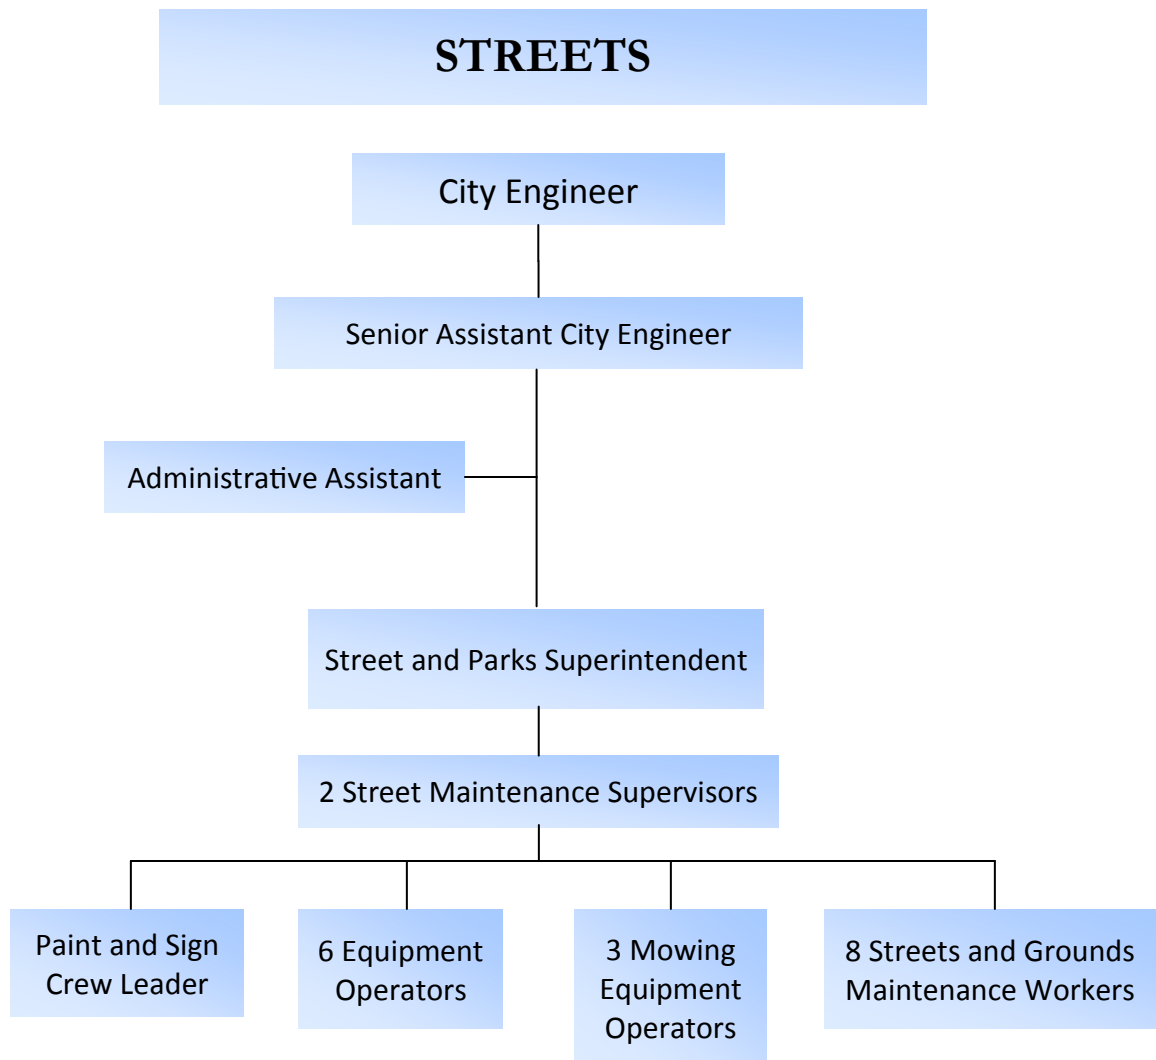 STREETS
City Engineer
Senior Assistant City Engineer
Administrative Assistant
Street and Parks Superintendent
2 Street Maintenance Supervisors
Paint and Sign
Crew Leader
6 Equipment
Operators
3 Mowing
Equipment
Operators
8 Streets and Grounds
Maintenance Workers